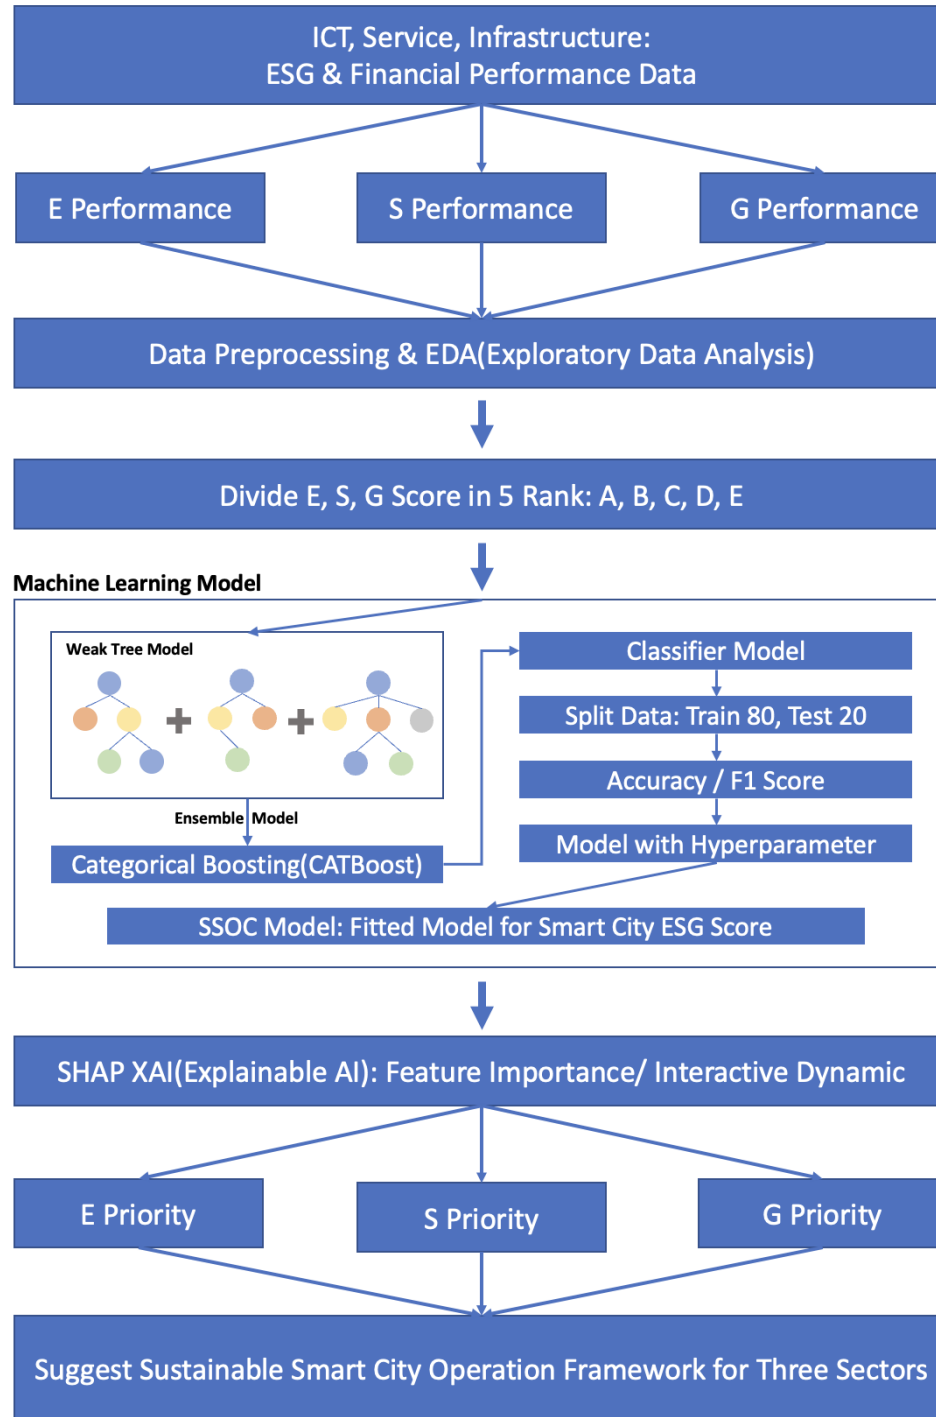 ICT, Service, Infrastructure:
ESG & Financial Performance Data
E Performance
S Performance
G Performance
Data Preprocessing & EDA(Exploratory Data Analysis)
Divide E, S, G Score in 5 Rank: A, B, C, D, E
Machine Learning Model
Weak Tree Model
Ensemble Model
Categorical Boosting(CATBoost)
Classifier Model
Split Data: Train 80, Test 20
Accuracy / F1 Score
Model with Hyperparameter
SSOC Model: Fitted Model for Smart City ESG Score
SHAP XAI(Explainable AI): Feature Importance/ Interactive Dynamic
E Priority
S Priority
G Priority
Suggest Sustainable Smart City Operation Framework for Three Sectors